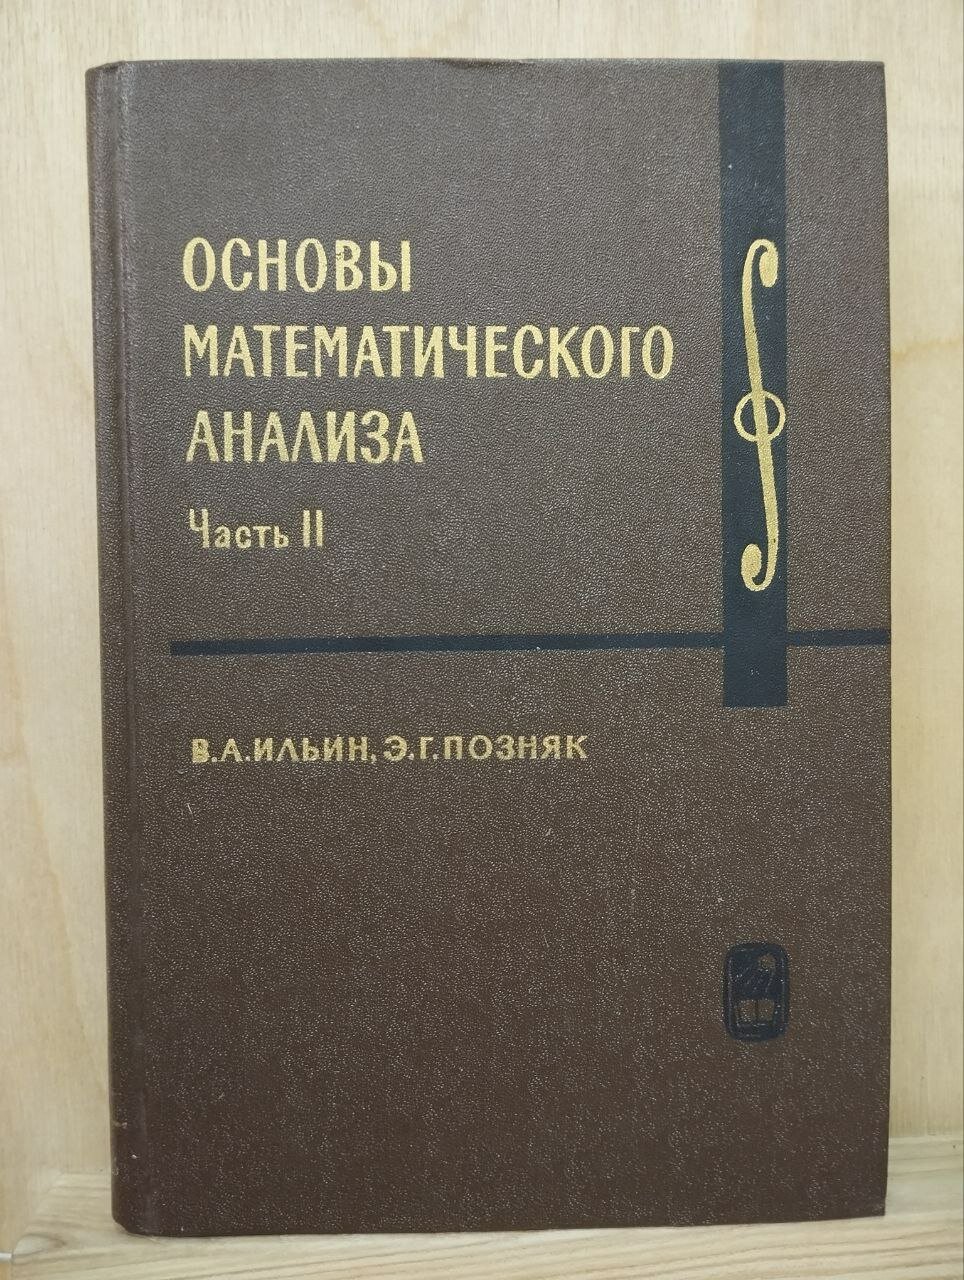 ОСНОВЫ
МАТЕМАТИЧЕСКОГО
АНАЛИЗА
Часть II
В.А.ИЛЬИН, Э.Г.ПОЗНЯК